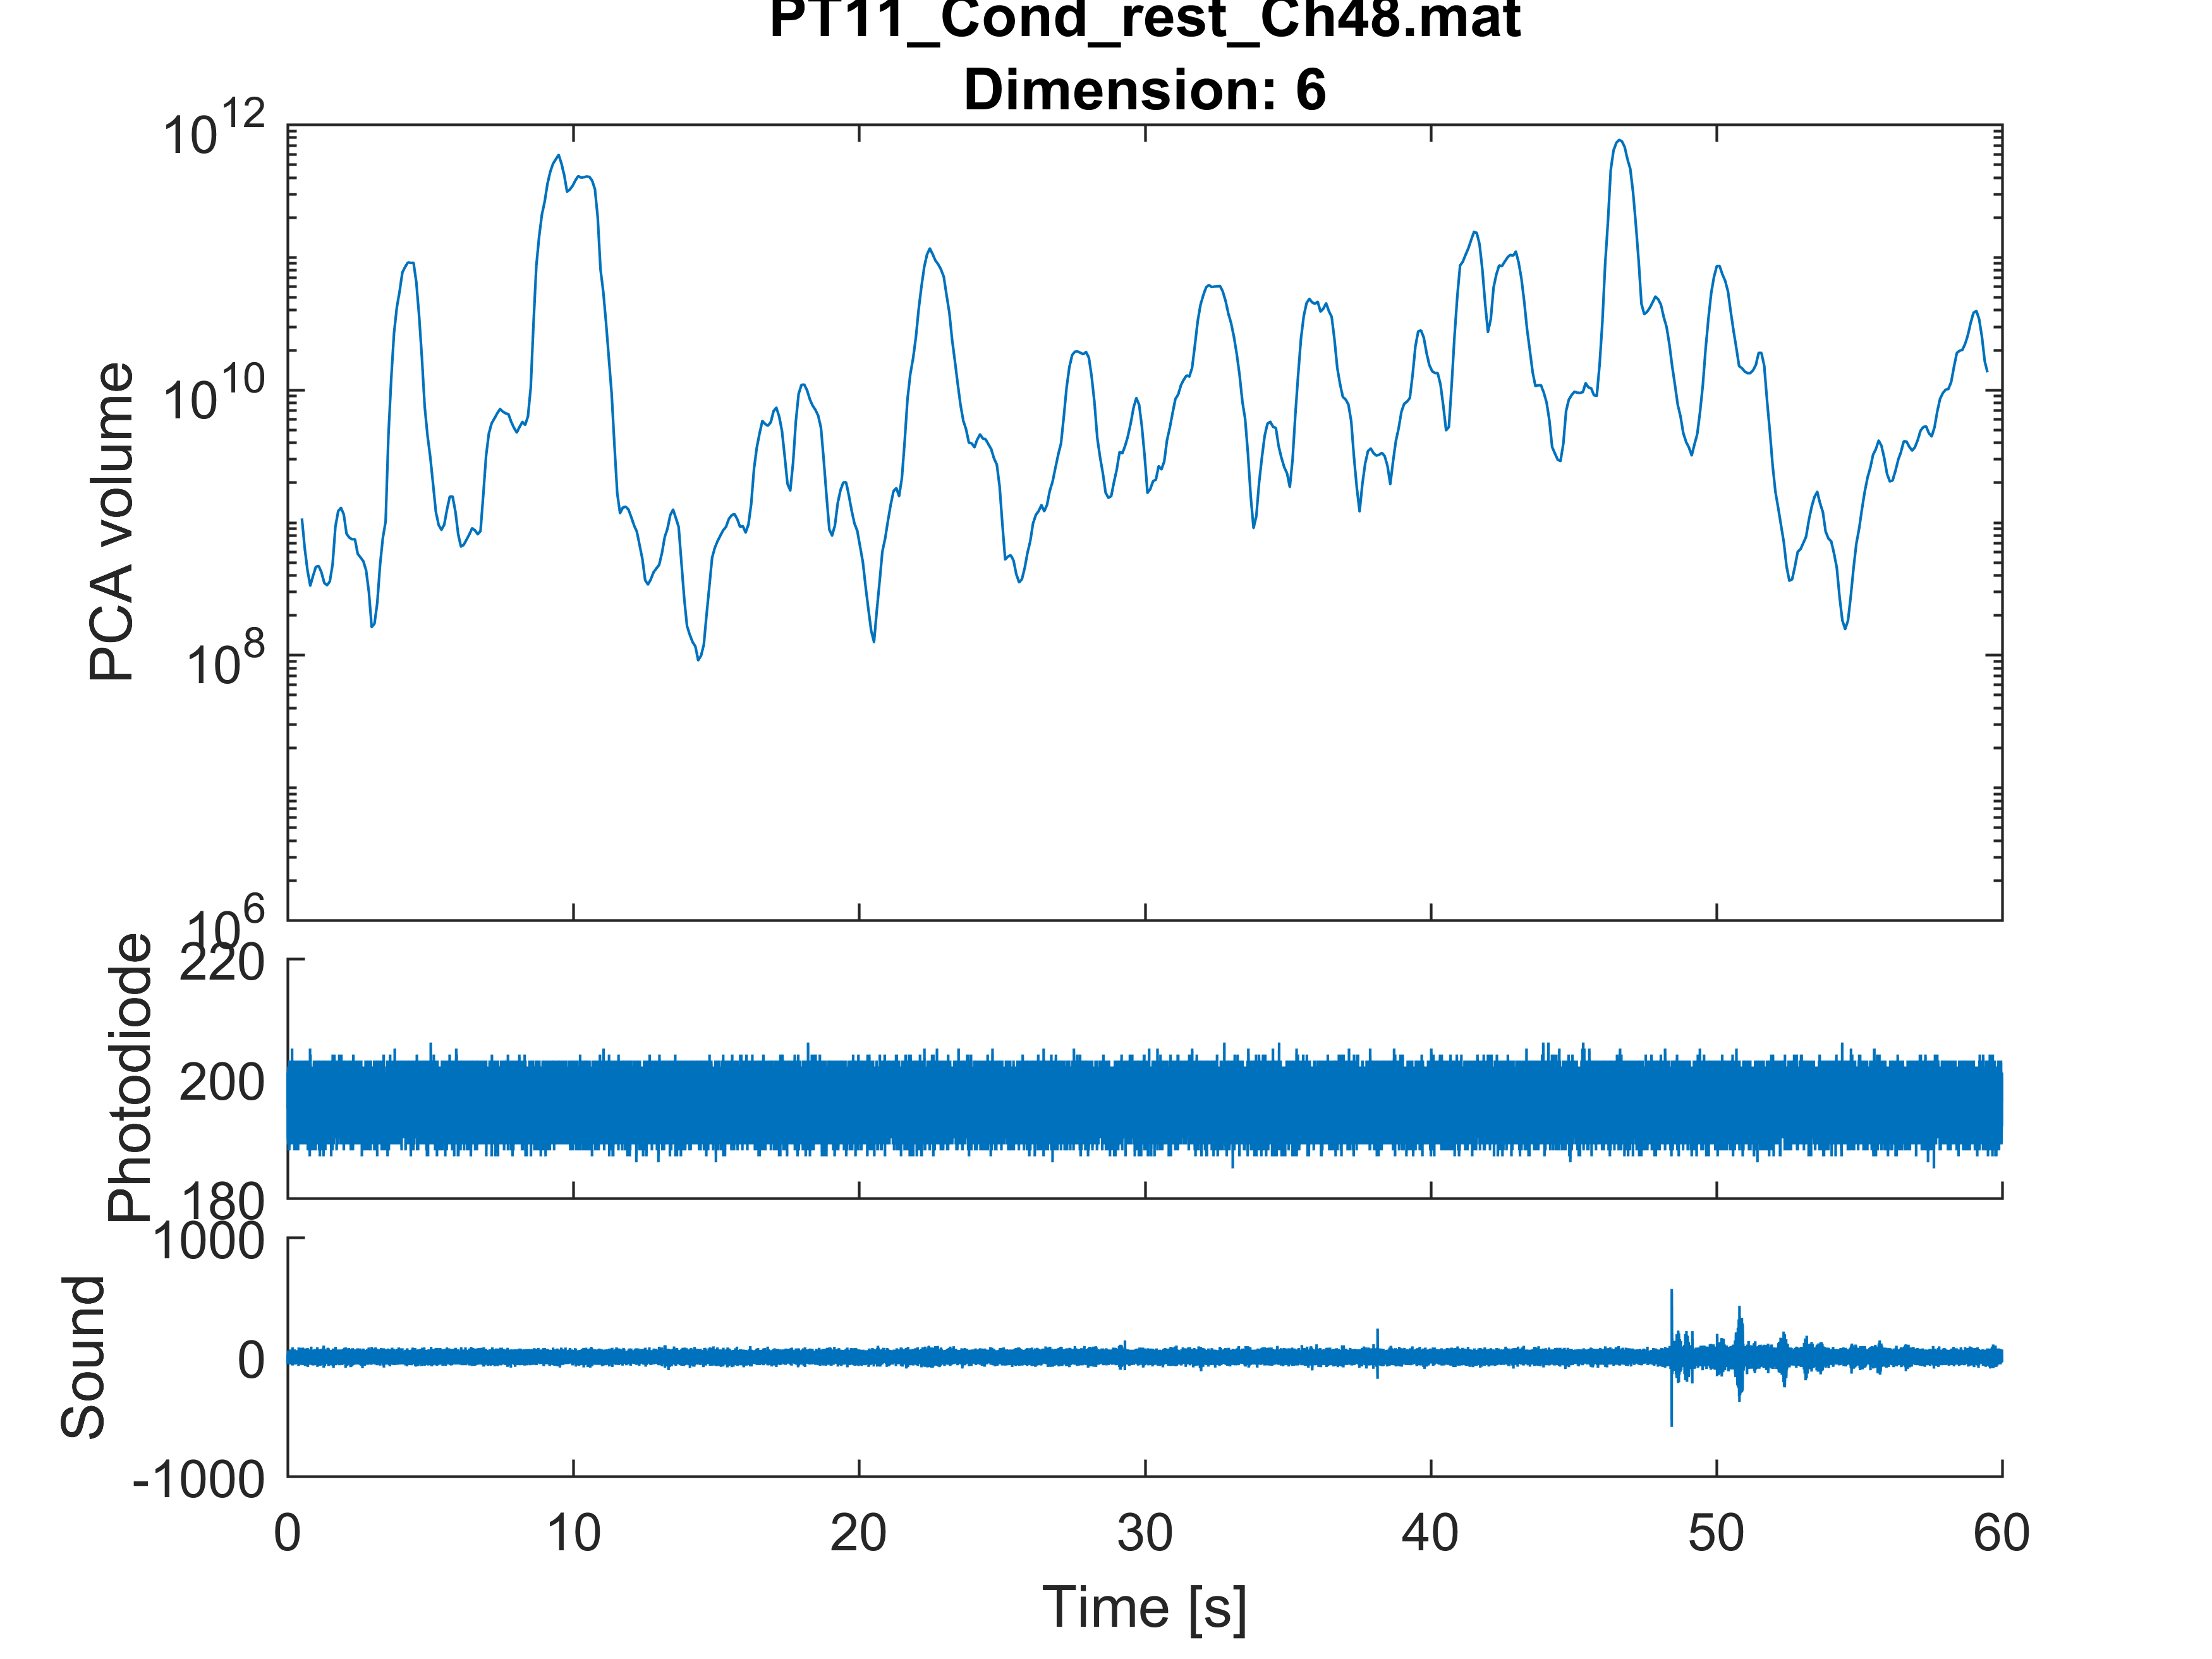 PT11_Cond_rest_Ch48.mat
Dimension: 6
10^12
10^10
10^8
10^6
PCA volume
220
200
180
Photodiode
1000
0
-1000
Sound
0 10 20 30 40 50 60
Time [s]